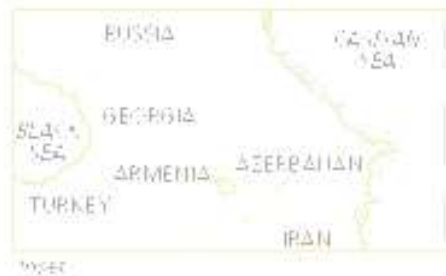 RUSSIA
CASPIAN
SEA
GEORGIA
BLACK
SEA
ARMENIA
AZERBAIJAN
TURKEY
IRAN